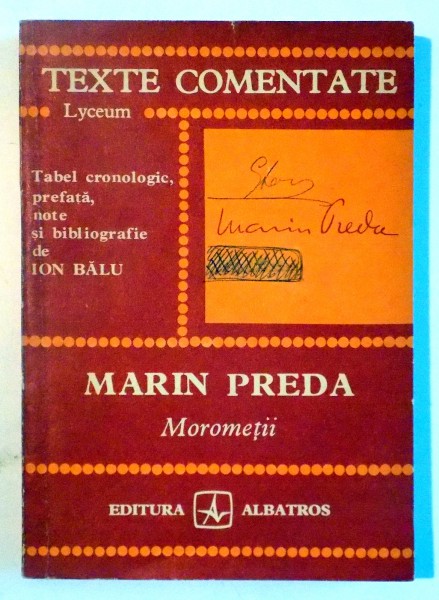 TEXTE COMENTATE
Lyceum
Tabel cronologic,
prefață,
note
și bibliografie
de
ION BĂLU
Marin Preda
MARIN PREDA
Moromeții
EDITURA ALBATROS